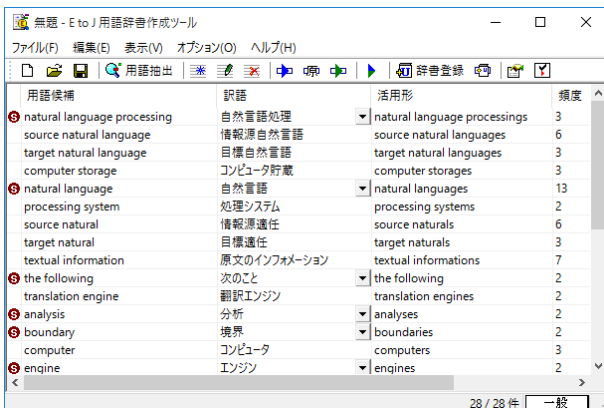 無題 - E to J 用語辞書作成ツール
ファイル(F) 編集(E) 表示(V) オプション(O) ヘルプ(H)
用語抽出 辞書登録
用語候補 訳語 活用形 頻度
natural language processing 自然言語処理 natural language processings 3
source natural language 情報源自然言語 source natural languages 6
target natural language 目標自然言語 target natural languages 3
computer storage コンピュータ貯蔵 computer storages 3
natural language 自然言語 natural languages 13
processing system 処理システム processing systems 2
source natural 情報源適任 source naturals 6
target natural 目標適任 target naturals 3
textual information 原文のインフォメーション textual informations 7
the following 次のこと the following 2
translation engine 翻訳エンジン translation engines 2
analysis 分析 analyses 2
boundary 境界 boundaries 2
computer コンピュータ computers 3
engine エンジン engines 2
28 / 28 件 一般